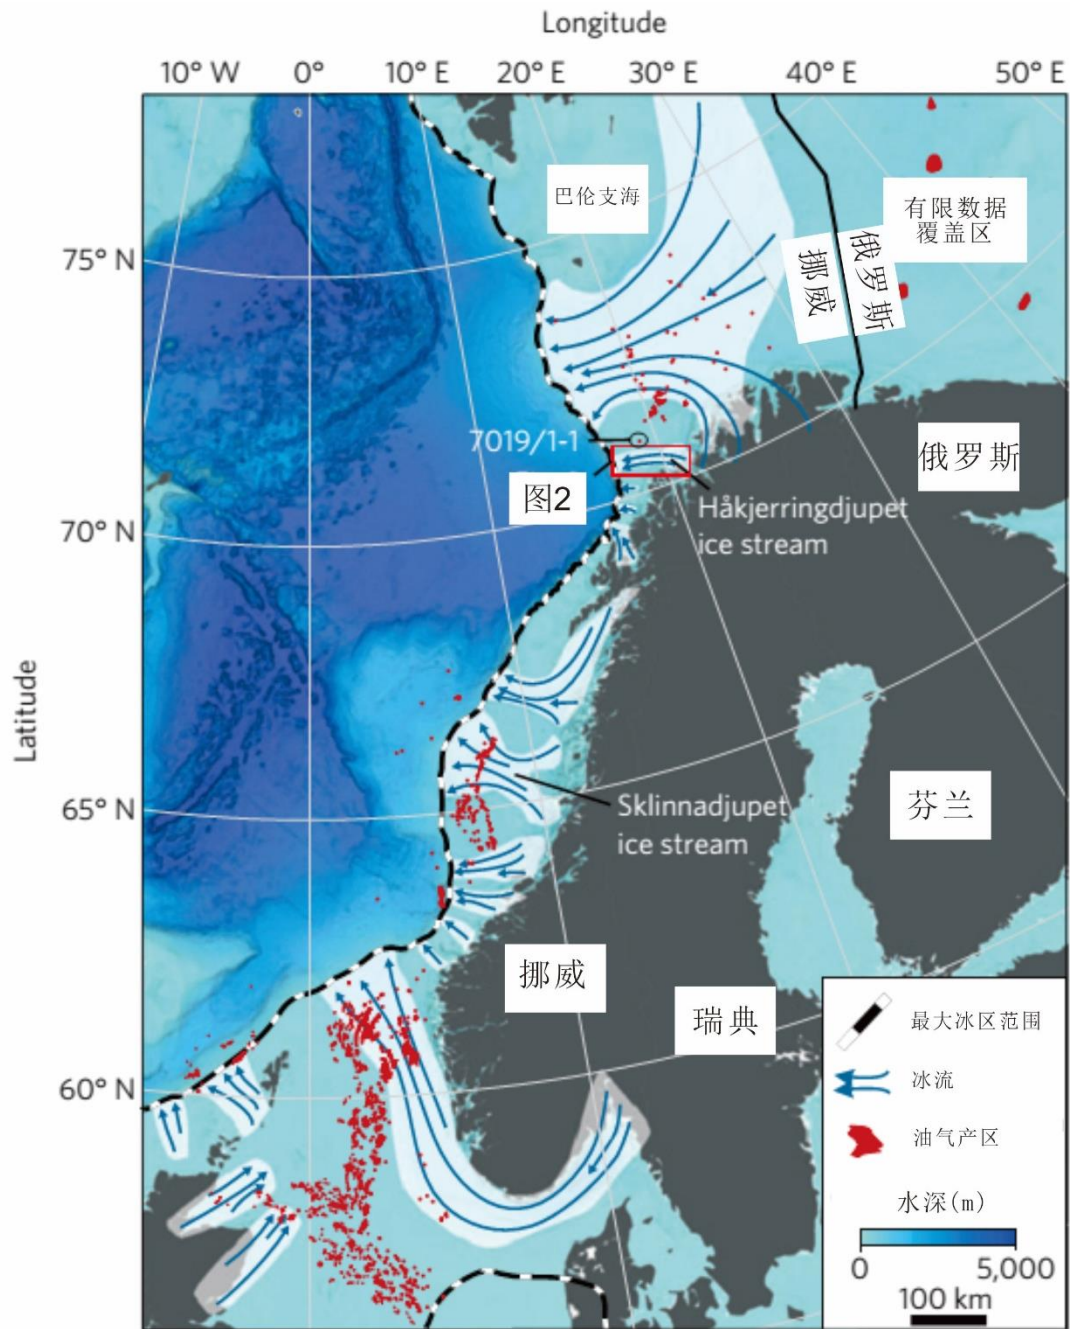 Longitude
10° W
0°
10° E
20° E
30° E
40° E
50° E
巴伦支海
有限数据
覆盖区
75° N
挪威
俄罗斯
7019/1-1
俄罗斯
图2
Håkjerringdjupet
ice stream
70° N
Latitude
65° N
Sklinnadjupet
ice stream
芬兰
挪威
瑞典
60° N
最大冰区范围
冰流
油气产区
水深(m)
0
5,000
100 km